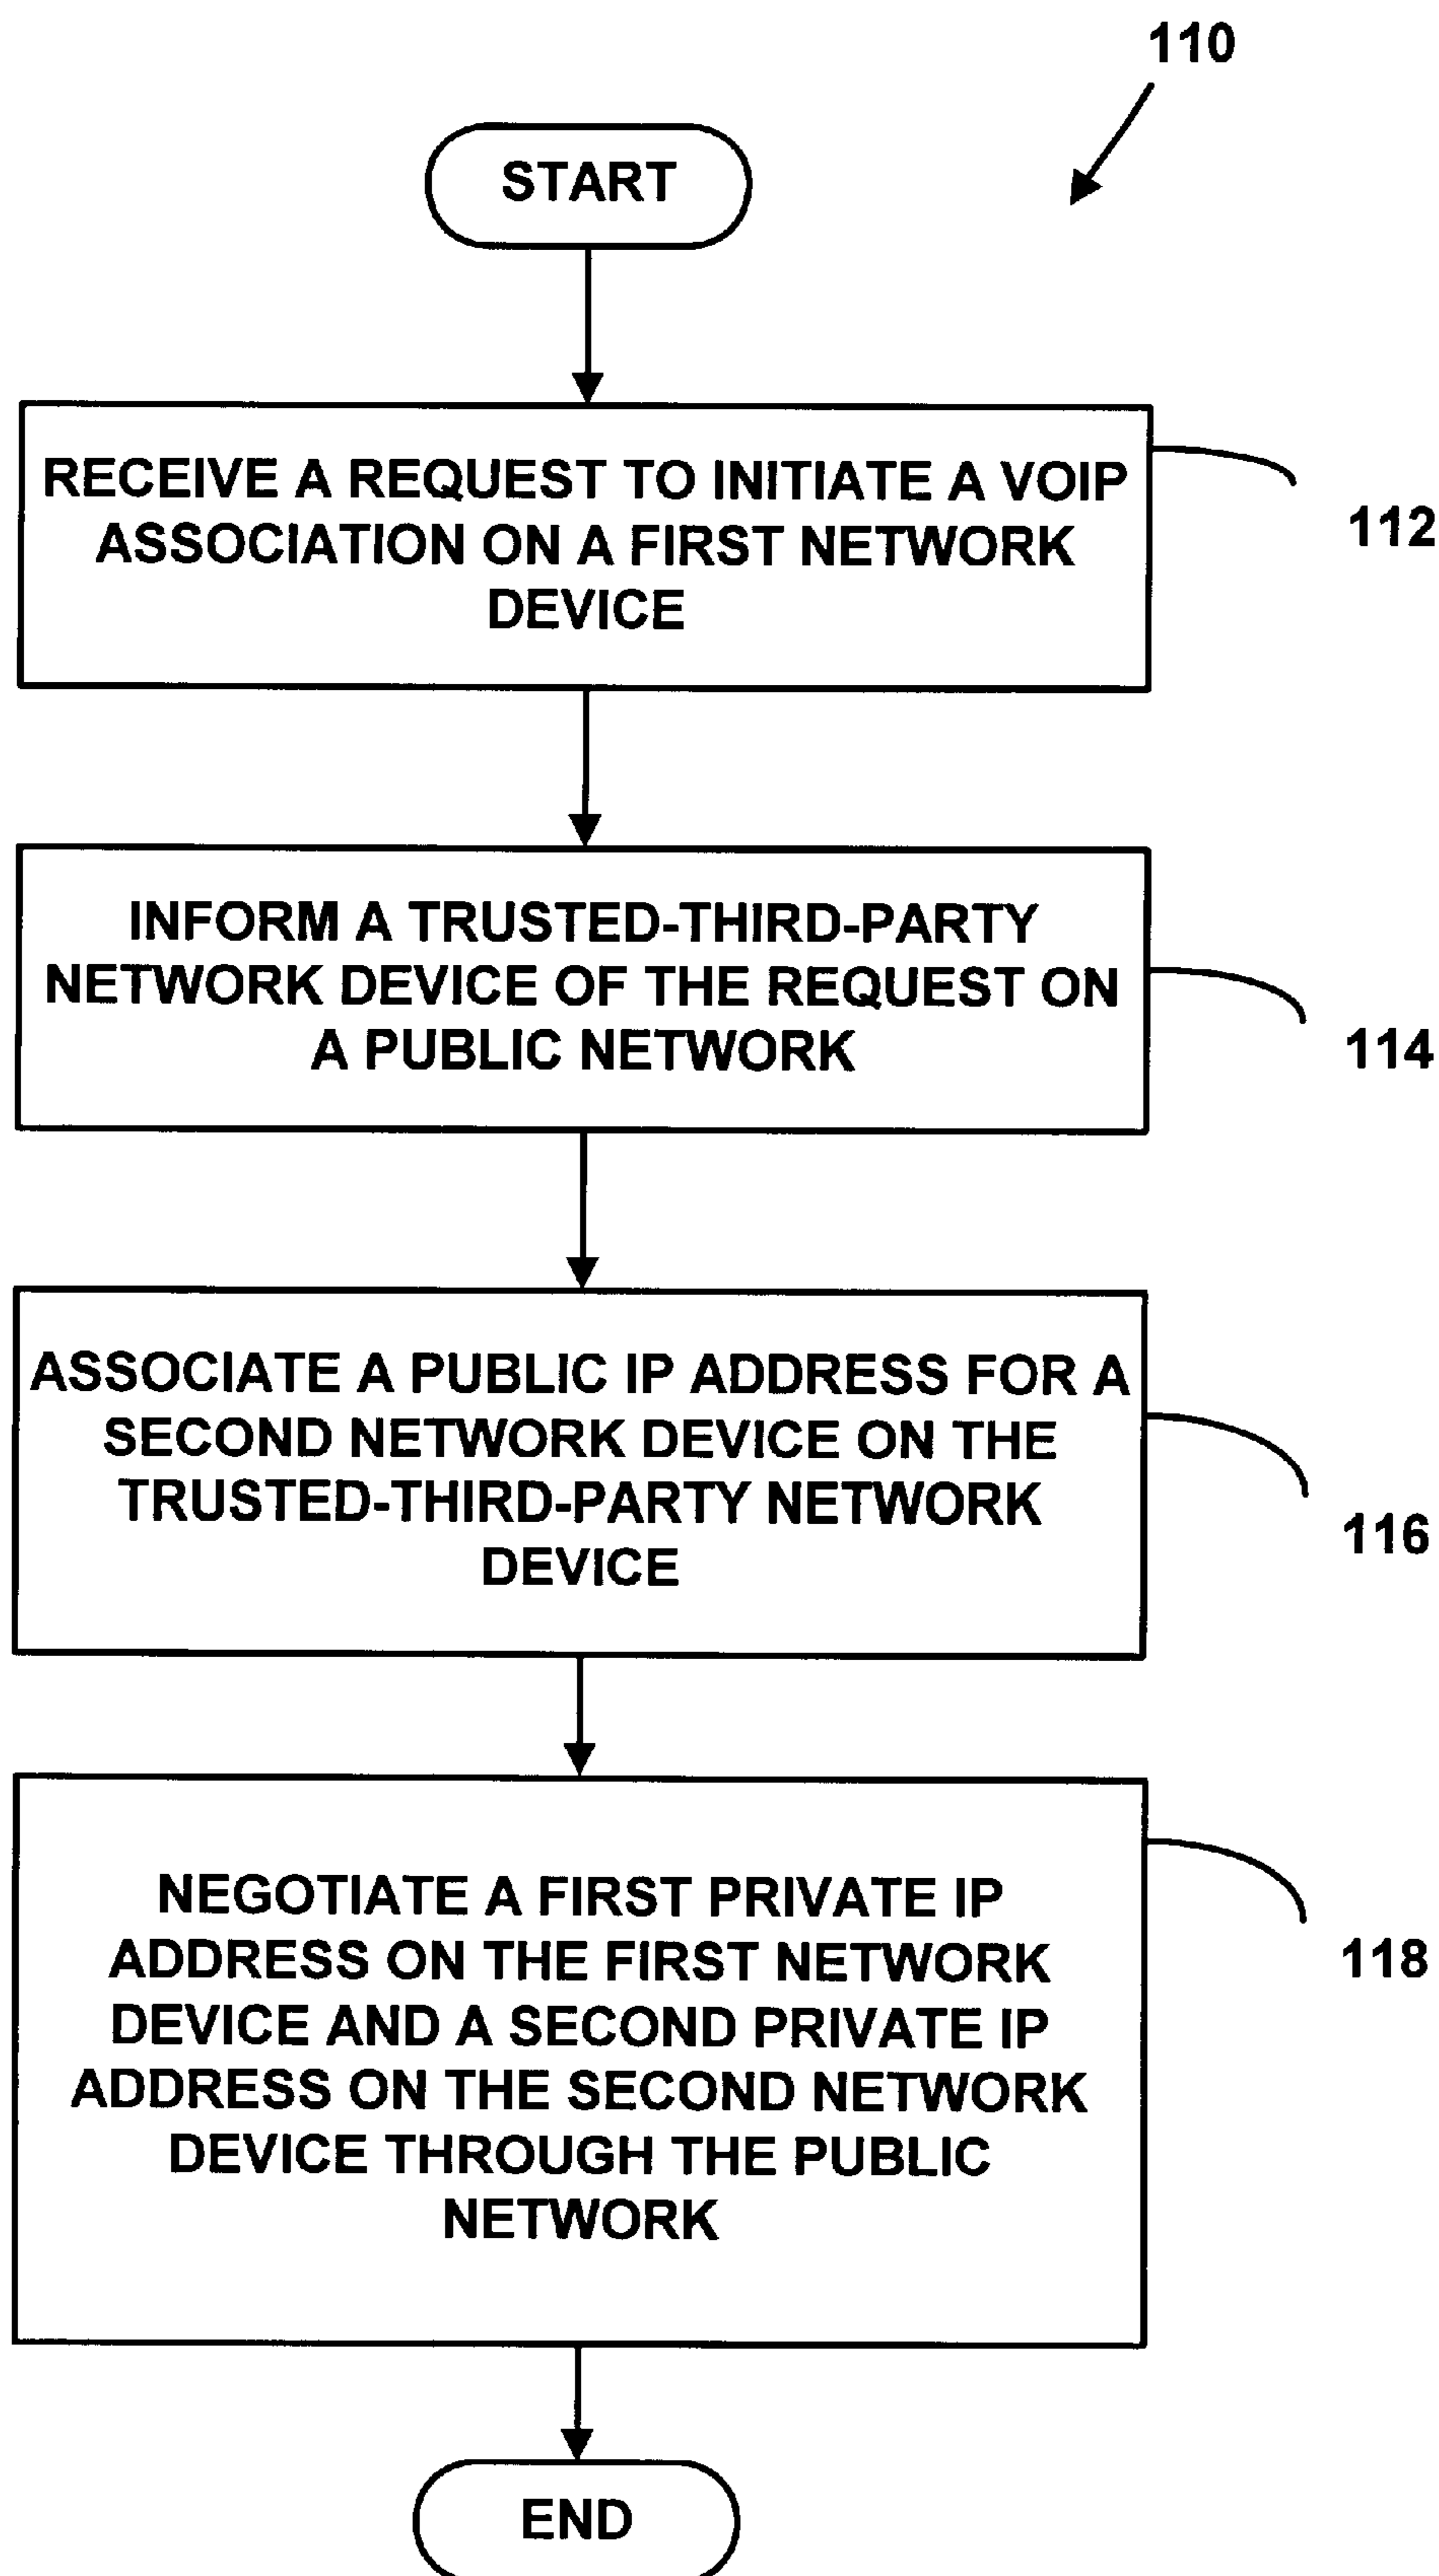 110
START
RECEIVE A REQUEST TO INITIATE A VOIP
ASSOCIATION ON A FIRST NETWORK
DEVICE
112
INFORM A TRUSTED-THIRD-PARTY
NETWORK DEVICE OF THE REQUEST ON
A PUBLIC NETWORK
114
ASSOCIATE A PUBLIC IP ADDRESS FOR A
SECOND NETWORK DEVICE ON THE
TRUSTED-THIRD-PARTY NETWORK
DEVICE
116
NEGOTIATE A FIRST PRIVATE IP
ADDRESS ON THE FIRST NETWORK
DEVICE AND A SECOND PRIVATE IP
ADDRESS ON THE SECOND NETWORK
DEVICE THROUGH THE PUBLIC
NETWORK
118
END